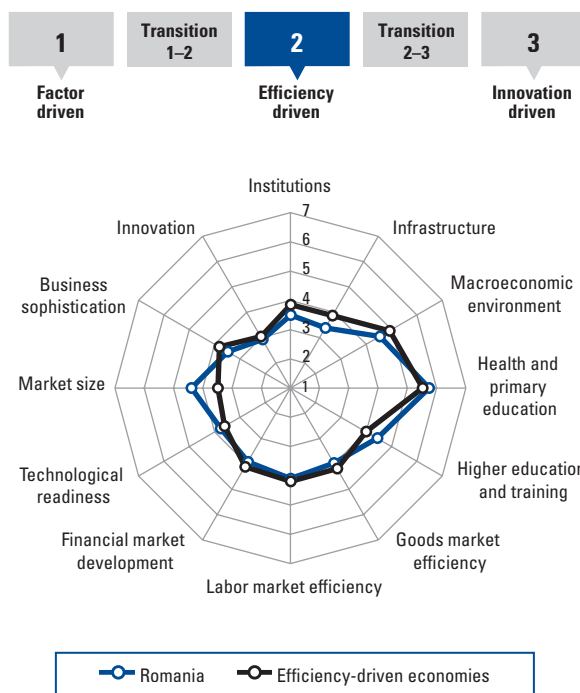 1
Transition
1–2
2
Transition
2–3
3
Factor
driven
Efficiency
driven
Innovation
driven
Institutions
Infrastructure
Macroeconomic
environment
Health and
primary
education
Higher education
and training
Goods market
efficiency
Labor market efficiency
Financial market
development
Technological
readiness
Market size
Business
sophistication
Innovation
7
6
5
4
3
2
1
Romania
Efficiency-driven economies